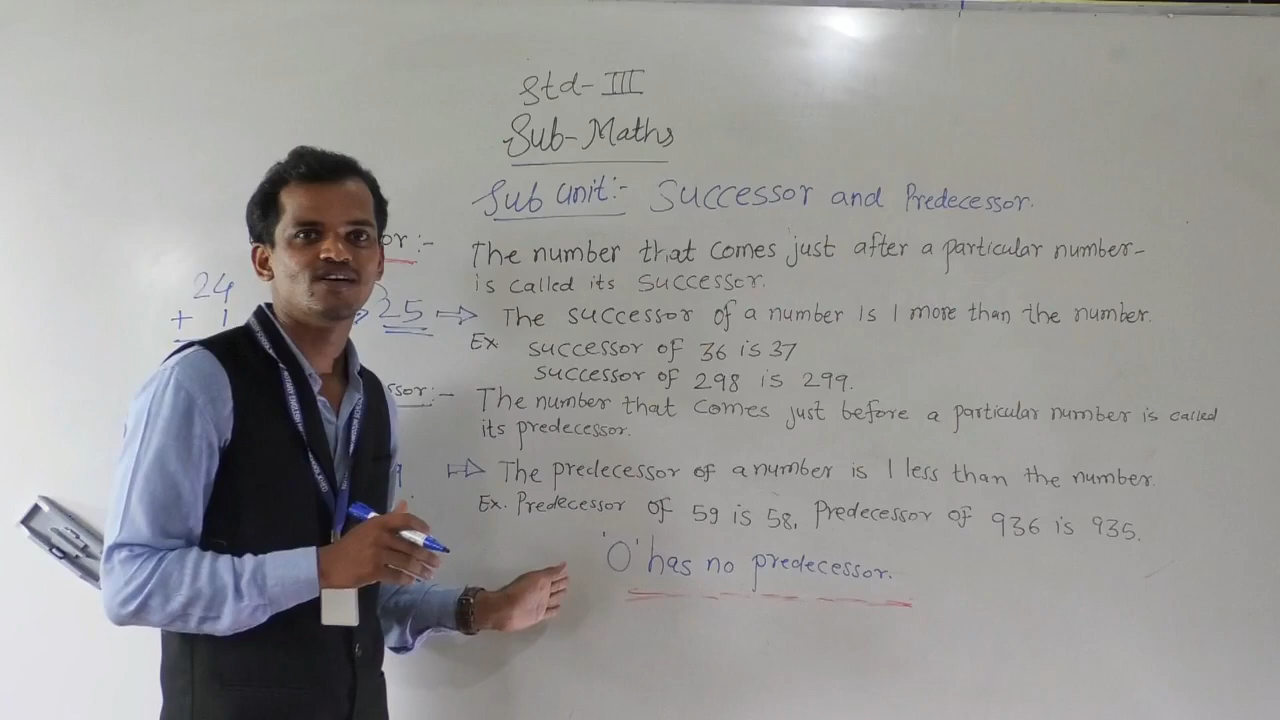 Std- III
Sub- Maths
Sub unit:- Successor and Predecessor.
or :- The number that comes just after a particular number-
is called its successor.
24
+ 1
25 ⇒ The successor of a number is 1 more than the number.
Ex. successor of 36 is 37
successor of 298 is 299.
ssor:- The number that comes just before a particular number is called
its predecessor.
⇒ The predecessor of a number is 1 less than the number.
Ex. Predecessor of 59 is 58, Predecessor of 936 is 935.
'0' has no predecessor.